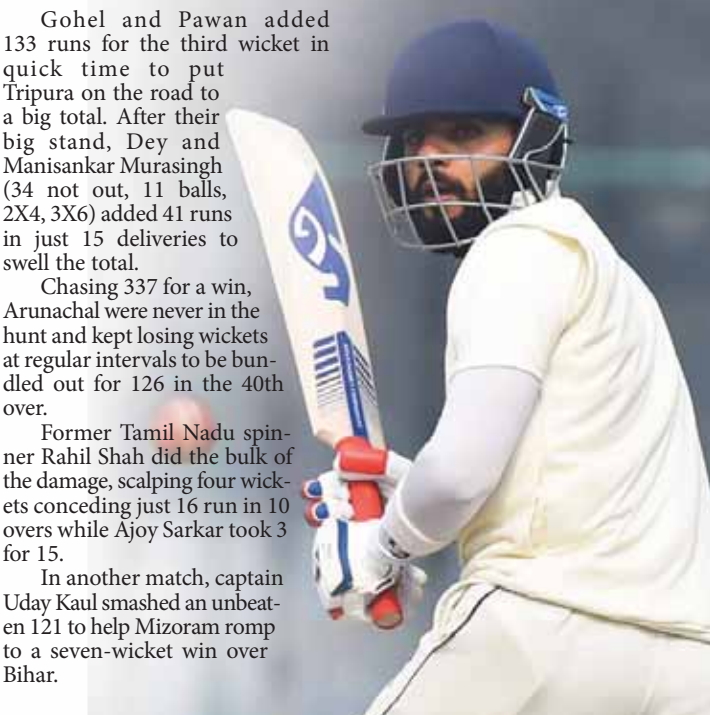 Gohel and Pawan added
133 runs for the third wicket in
quick time to put
Tripura on the road to
a big total. After their
big stand, Dey and
Manisankar Murasingh
(34 not out, 11 balls,
2X4, 3X6) added 41 runs
in just 15 deliveries to
swell the total.
Chasing 337 for a win,
Arunachal were never in the
hunt and kept losing wickets
at regular intervals to be bun-
dled out for 126 in the 40th
over.
Former Tamil Nadu spin-
ner Rahil Shah did the bulk of
the damage, scalping four wick-
ets conceding just 16 run in 10
overs while Ajoy Sarkar took 3
for 15.
In another match, captain
Uday Kaul smashed an unbeat-
en 121 to help Mizoram romp
to a seven-wicket win over
Bihar.
SG